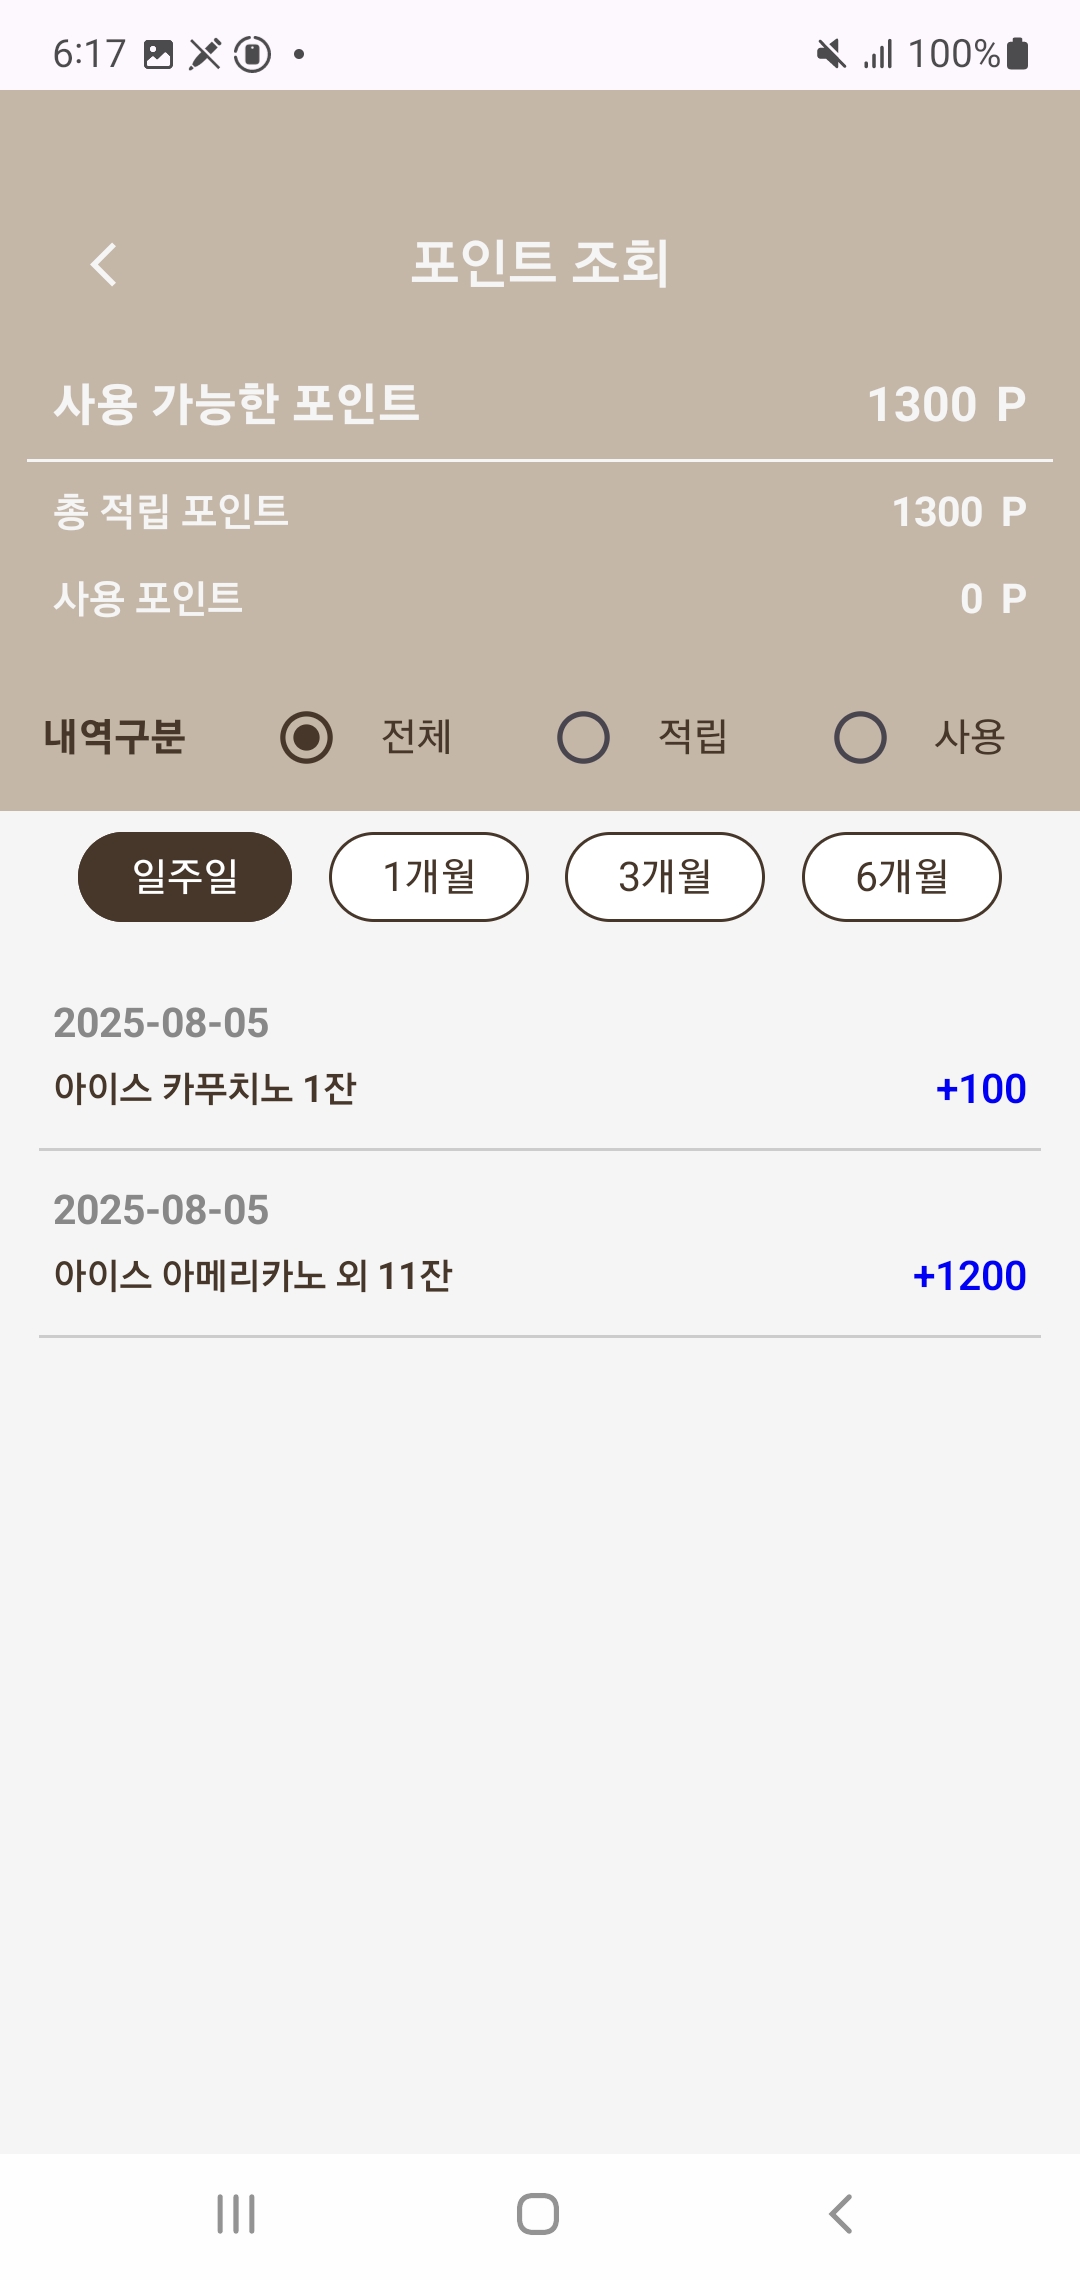 6:17 100%
포인트 조회
사용 가능한 포인트 1300 P
총 적립 포인트 1300 P
사용 포인트 0 P
내역구분 전체 적립 사용
일주일 1개월 3개월 6개월
2025-08-05
아이스 카푸치노 1잔 +100
2025-08-05
아이스 아메리카노 외 11잔 +1200